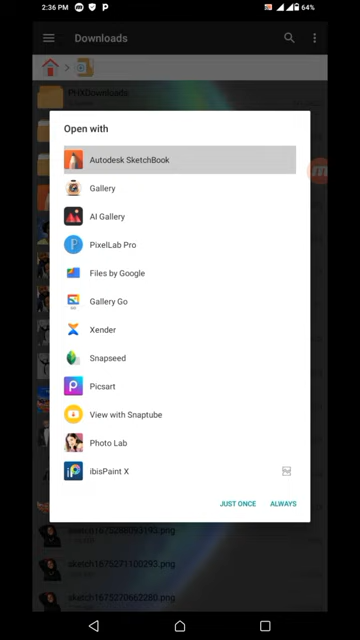 2:36 PM
64%
Downloads
PHXDownloads
Open with
Autodesk SketchBook
Gallery
AI Gallery
PixelLab Pro
Files by Google
Gallery Go
Xender
Snapseed
Picsart
View with Snaptube
Photo Lab
ibisPaint X
JUST ONCE
ALWAYS
sketch1675288093193.png
sketch1675271100293.png
sketch1675270662280.png